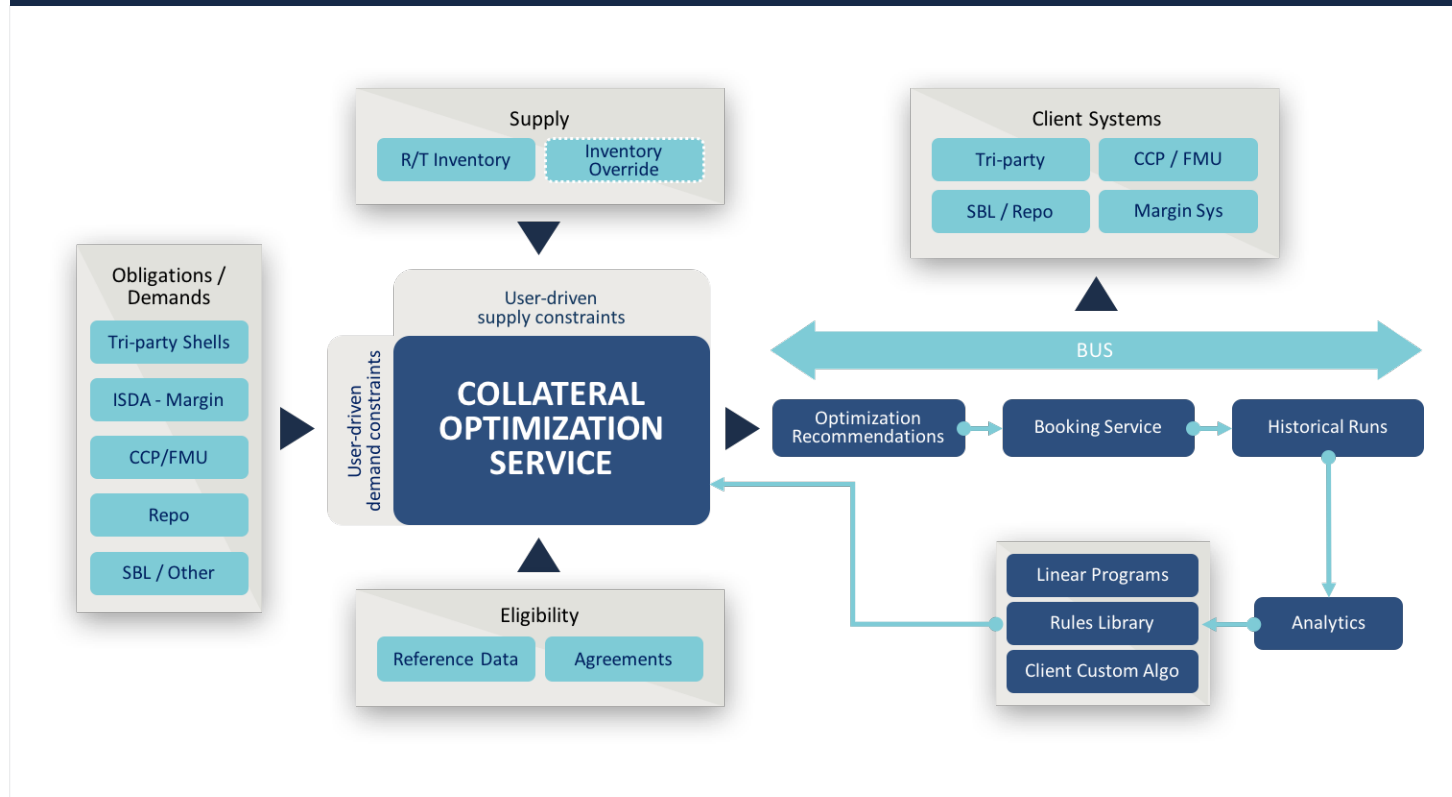 Supply
R/T Inventory
Inventory
Override
Client Systems
Tri-party
CCP / FMU
SBL / Repo
Margin Sys
Obligations /
Demands
Tri-party Shells
ISDA - Margin
CCP/FMU
Repo
SBL / Other
User-driven
supply constraints
User-driven
demand constraints
COLLATERAL
OPTIMIZATION
SERVICE
BUS
Optimization
Recommendations
Booking Service
Historical Runs
Eligibility
Reference Data
Agreements
Linear Programs
Rules Library
Client Custom Algo
Analytics